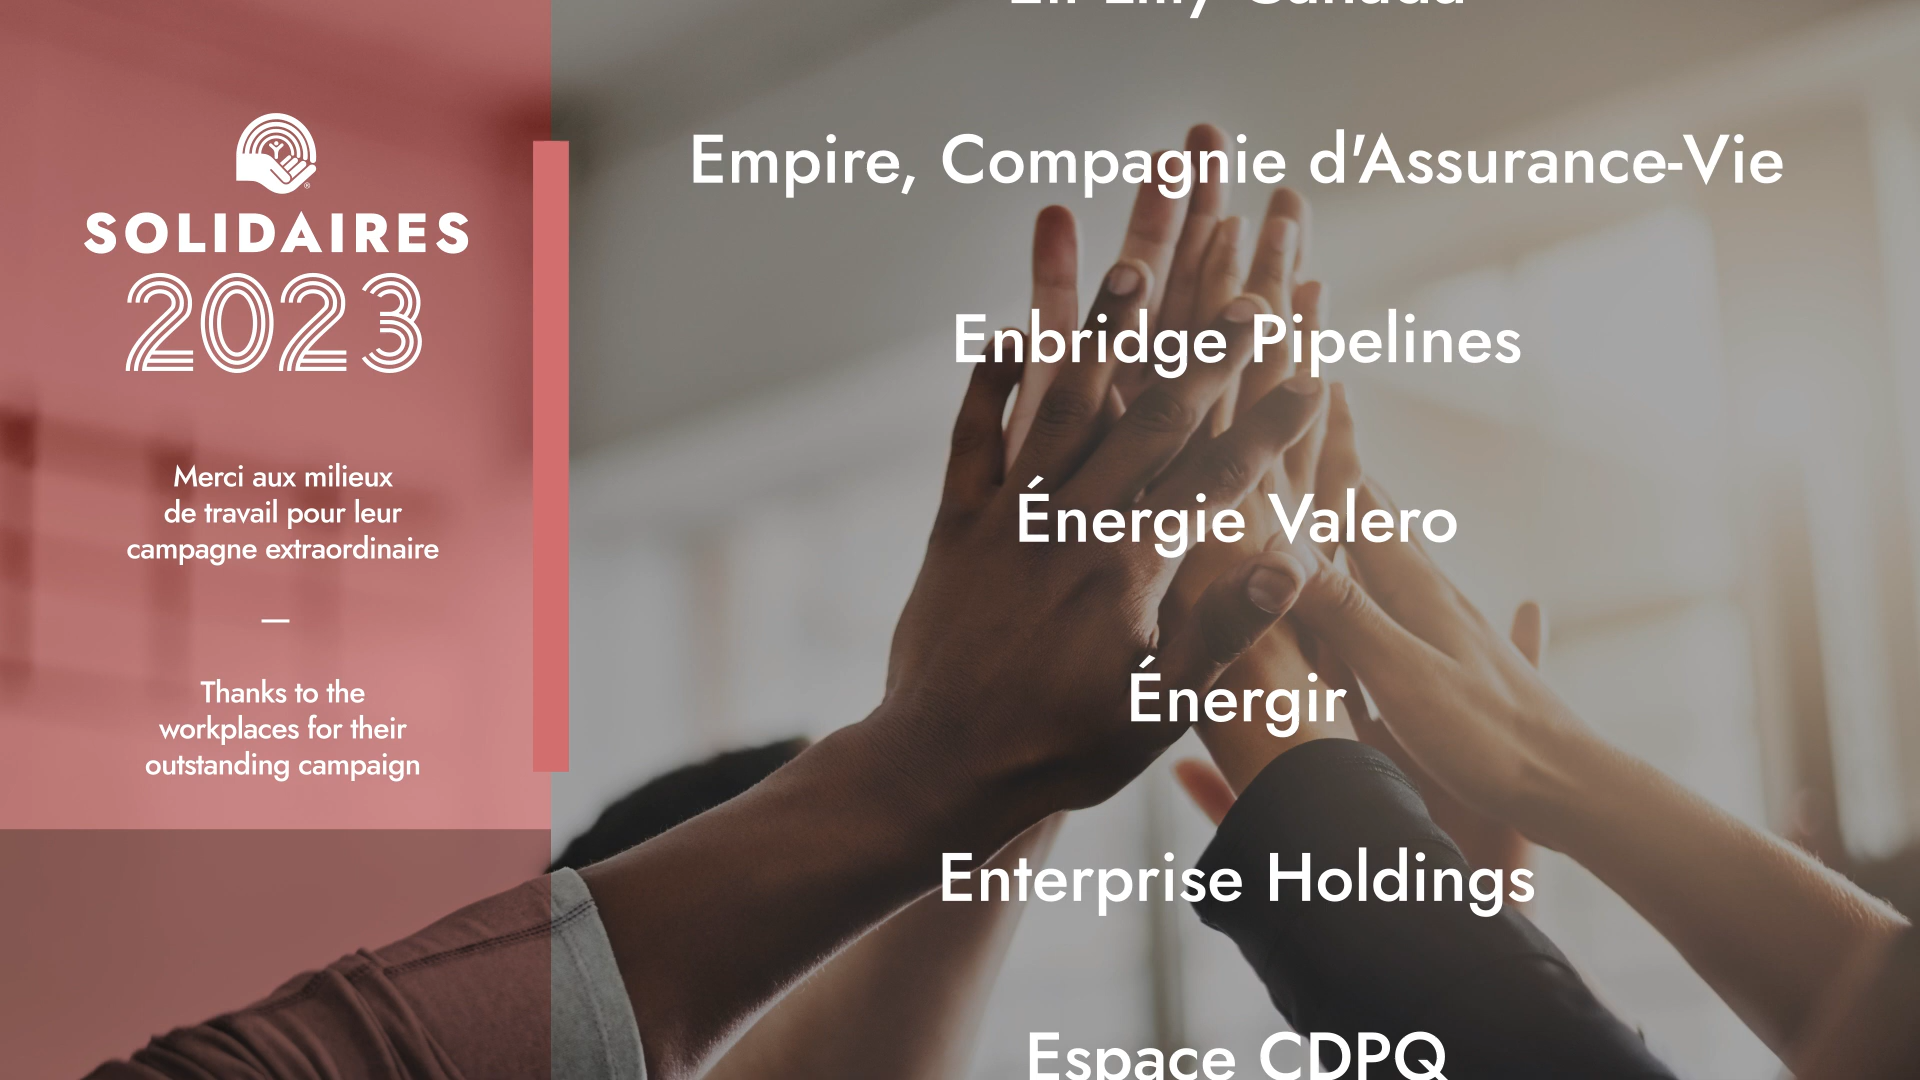 SOLIDAIRES
2023
Merci aux milieux
de travail pour leur
campagne extraordinaire
—
Thanks to the
workplaces for their
outstanding campaign
Empire, Compagnie d'Assurance-Vie
Enbridge Pipelines
Énergie Valero
Énergir
Enterprise Holdings
Espace CDPQ